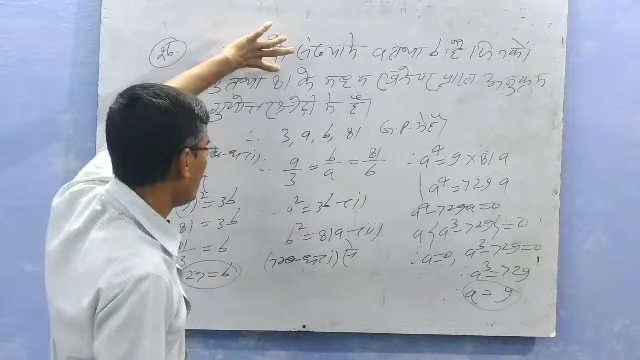 26
संख्यायें a तथा b हैं जिनको
3 तथा 81 के मध्य रखने पर प्राप्त अनुक्रम
गुणोत्तर श्रेढी में है।
∴ 3, a, b, 81 G.P. में हैं।
a/3 = b/a = 81/b
a² = 3b -(i)
b² = 81a -(ii)
∴ a⁴ = 9 × 81 a
a⁴ = 729 a
a⁴ - 729a = 0
a{a³ - 729} = 0
∴ a = 0, a³ - 729 = 0
∴ a³ = 729
∴ a = 9
= 3b
= 3b
= b
27 = b